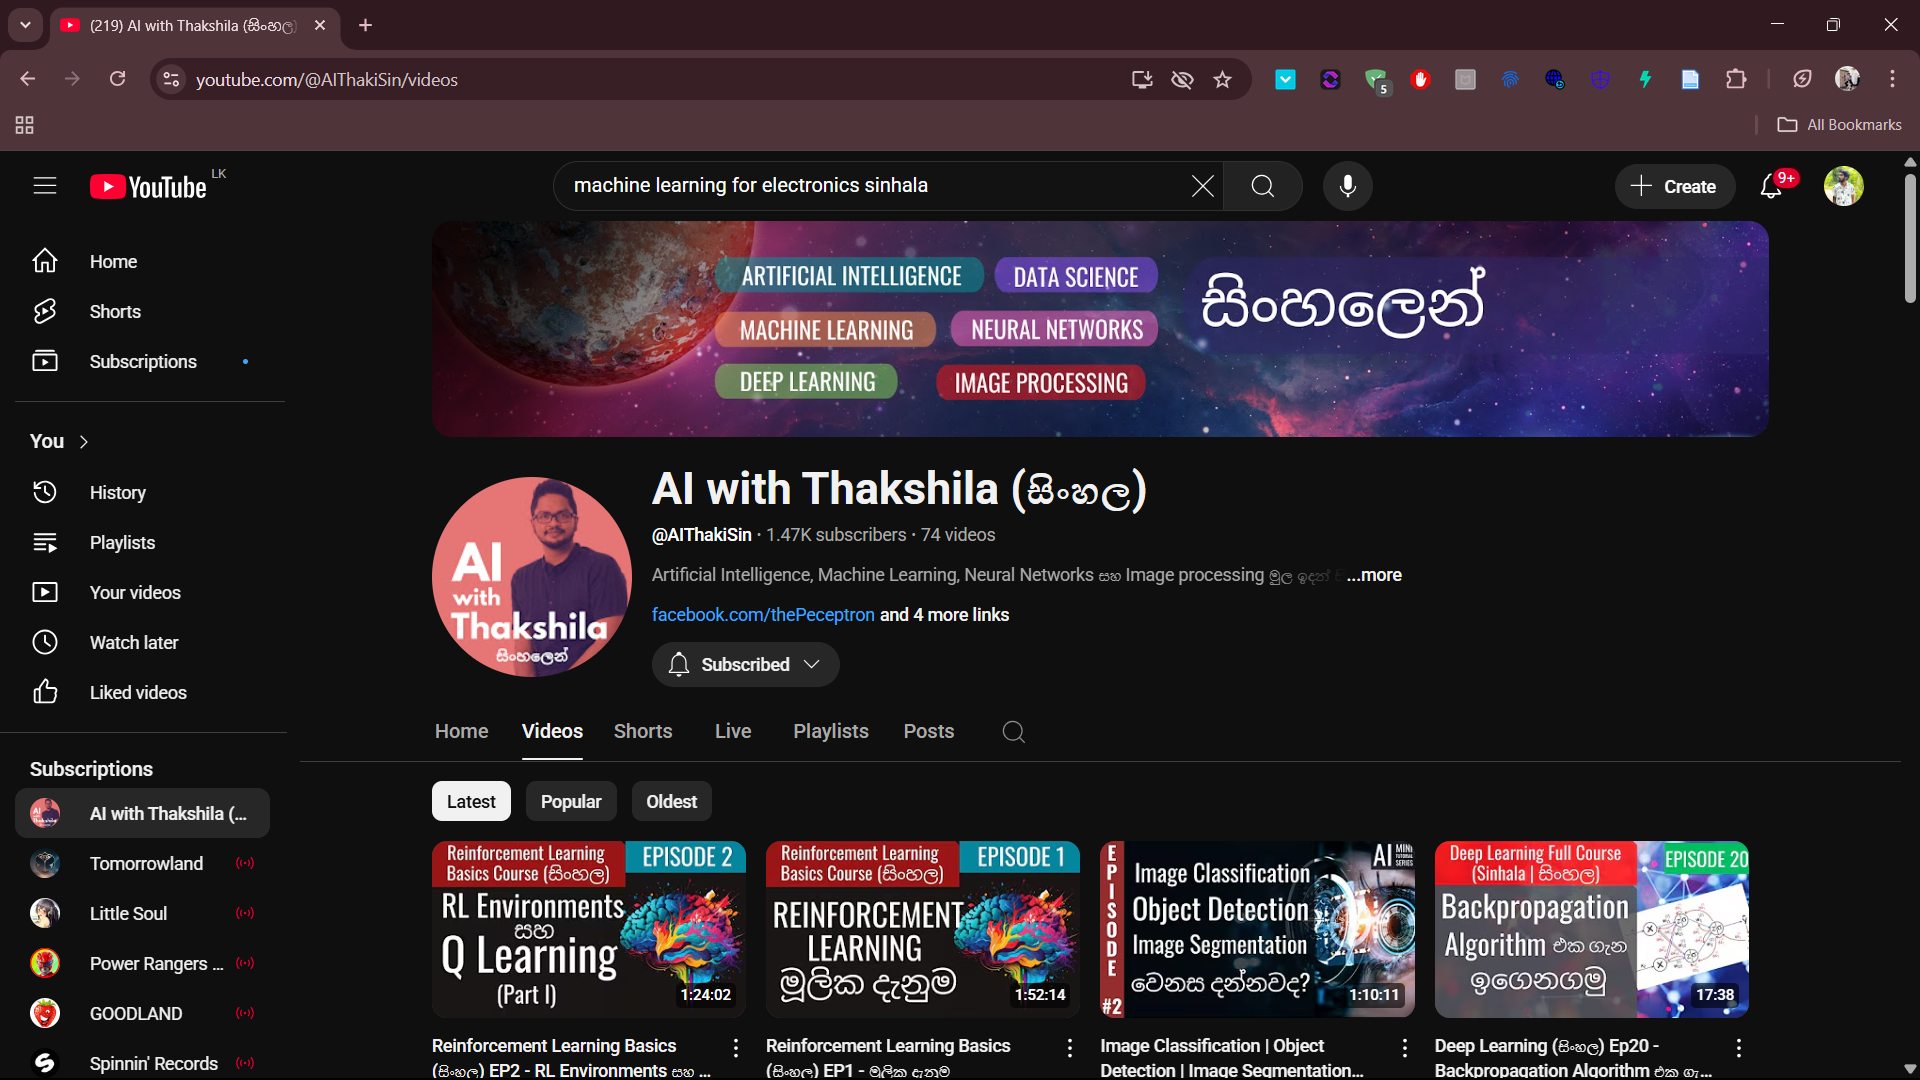 (219) AI with Thakshila (සිංහල)
youtube.com/@AIThakiSin/videos
5
All Bookmarks
YouTube LK
machine learning for electronics sinhala
Create
9+
Home
Shorts
Subscriptions
You
History
Playlists
Your videos
Watch later
Liked videos
Subscriptions
AI with Thakshila (...
Tomorrowland
Little Soul
Power Rangers ...
GOODLAND
Spinnin' Records
ARTIFICIAL INTELLIGENCE
DATA SCIENCE
MACHINE LEARNING
NEURAL NETWORKS
DEEP LEARNING
IMAGE PROCESSING
සිංහලෙන්
AI
with
Thakshila
සිංහලෙන්
AI with Thakshila (සිංහල)
@AIThakiSin · 1.47K subscribers · 74 videos
Artificial Intelligence, Machine Learning, Neural Networks සහ Image processing මුල ඉදන් ...more
facebook.com/thePeceptron and 4 more links
Subscribed
Home Videos Shorts Live Playlists Posts
Latest Popular Oldest
Reinforcement Learning
Basics Course (සිංහල)
EPISODE 2
RL Environments
සහ
Q Learning
(Part I)
1:24:02
Reinforcement Learning Basics
(සිංහල) EP2 - RL Environments සහ ...
Reinforcement Learning
Basics Course (සිංහල)
EPISODE 1
REINFORCEMENT
LEARNING
මූලික දැනුම
1:52:14
Reinforcement Learning Basics
(සිංහල) EP1 - මූලික දැනුම
EPISODE
#2
AI MINI
Image Classification
Object Detection
Image Segmentation
වෙනස දන්නවද?
1:10:11
Image Classification | Object
Detection | Image Segmentation...
Deep Learning Full Course
(Sinhala | සිංහල)
EPISODE 20
Backpropagation
Algorithm එක ගැන
ඉගෙනගමු
17:38
Deep Learning (සිංහල) Ep20 -
Backpropagation Algorithm එක ගැ...